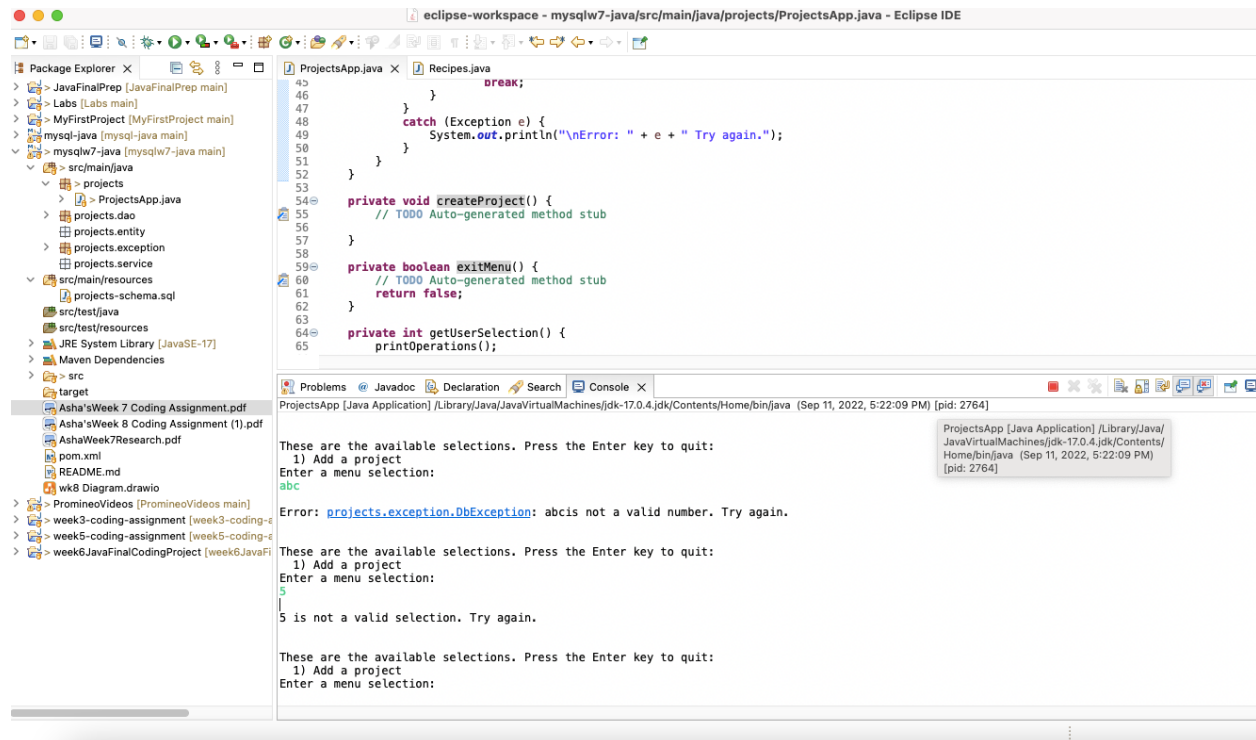 eclipse-workspace - mysqlw7-java/src/main/java/projects/ProjectsApp.java - Eclipse IDE
Package Explorer
> JavaFinalPrep [JavaFinalPrep main]
> Labs [Labs main]
> MyFirstProject [MyFirstProject main]
mysql-java [mysql-java main]
> mysqlw7-java [mysqlw7-java main]
> src/main/java
> projects
> ProjectsApp.java
projects.dao
projects.entity
projects.exception
projects.service
src/main/resources
projects-schema.sql
src/test/java
src/test/resources
JRE System Library [JavaSE-17]
Maven Dependencies
> src
target
Asha'sWeek 7 Coding Assignment.pdf
Asha'sWeek 8 Coding Assignment (1).pdf
AshaWeek7Research.pdf
pom.xml
README.md
wk8 Diagram.drawio
> PromineoVideos [PromineoVideos main]
> week3-coding-assignment [week3-coding-a
> week5-coding-assignment [week5-coding-a
> week6JavaFinalCodingProject [week6JavaFi
ProjectsApp.java Recipes.java
45 break;
46 }
47 }
48 catch (Exception e) {
49 System.out.println("\nError: " + e + " Try again.");
50 }
51 }
52 }
53
54 private void createProject() {
55 // TODO Auto-generated method stub
56
57 }
58
59 private boolean exitMenu() {
60 // TODO Auto-generated method stub
61 return false;
62 }
63
64 private int getUserSelection() {
65 printOperations();
Problems @ Javadoc Declaration Search Console
ProjectsApp [Java Application] /Library/Java/JavaVirtualMachines/jdk-17.0.4.jdk/Contents/Home/bin/java (Sep 11, 2022, 5:22:09 PM) [pid: 2764]
These are the available selections. Press the Enter key to quit:
1) Add a project
Enter a menu selection:
abc
Error: projects.exception.DbException: abcis not a valid number. Try again.
These are the available selections. Press the Enter key to quit:
1) Add a project
Enter a menu selection:
5
5 is not a valid selection. Try again.
These are the available selections. Press the Enter key to quit:
1) Add a project
Enter a menu selection:
ProjectsApp [Java Application] /Library/Java/
JavaVirtualMachines/jdk-17.0.4.jdk/Contents/
Home/bin/java (Sep 11, 2022, 5:22:09 PM)
[pid: 2764]